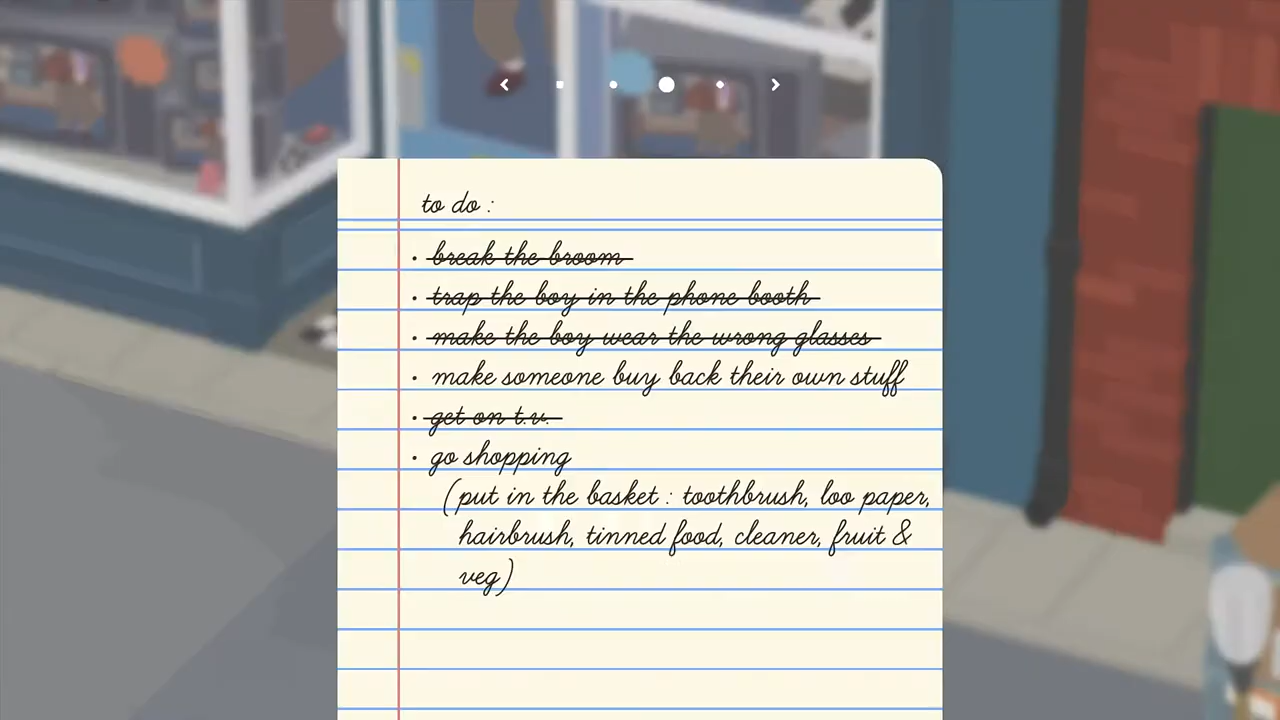 to do :
• break the broom
• trap the boy in the phone booth
• make the boy wear the wrong glasses
• make someone buy back their own stuff
• get on t.v.
• go shopping
(put in the basket : toothbrush, loo paper,
hairbrush, tinned food, cleaner, fruit &
veg)